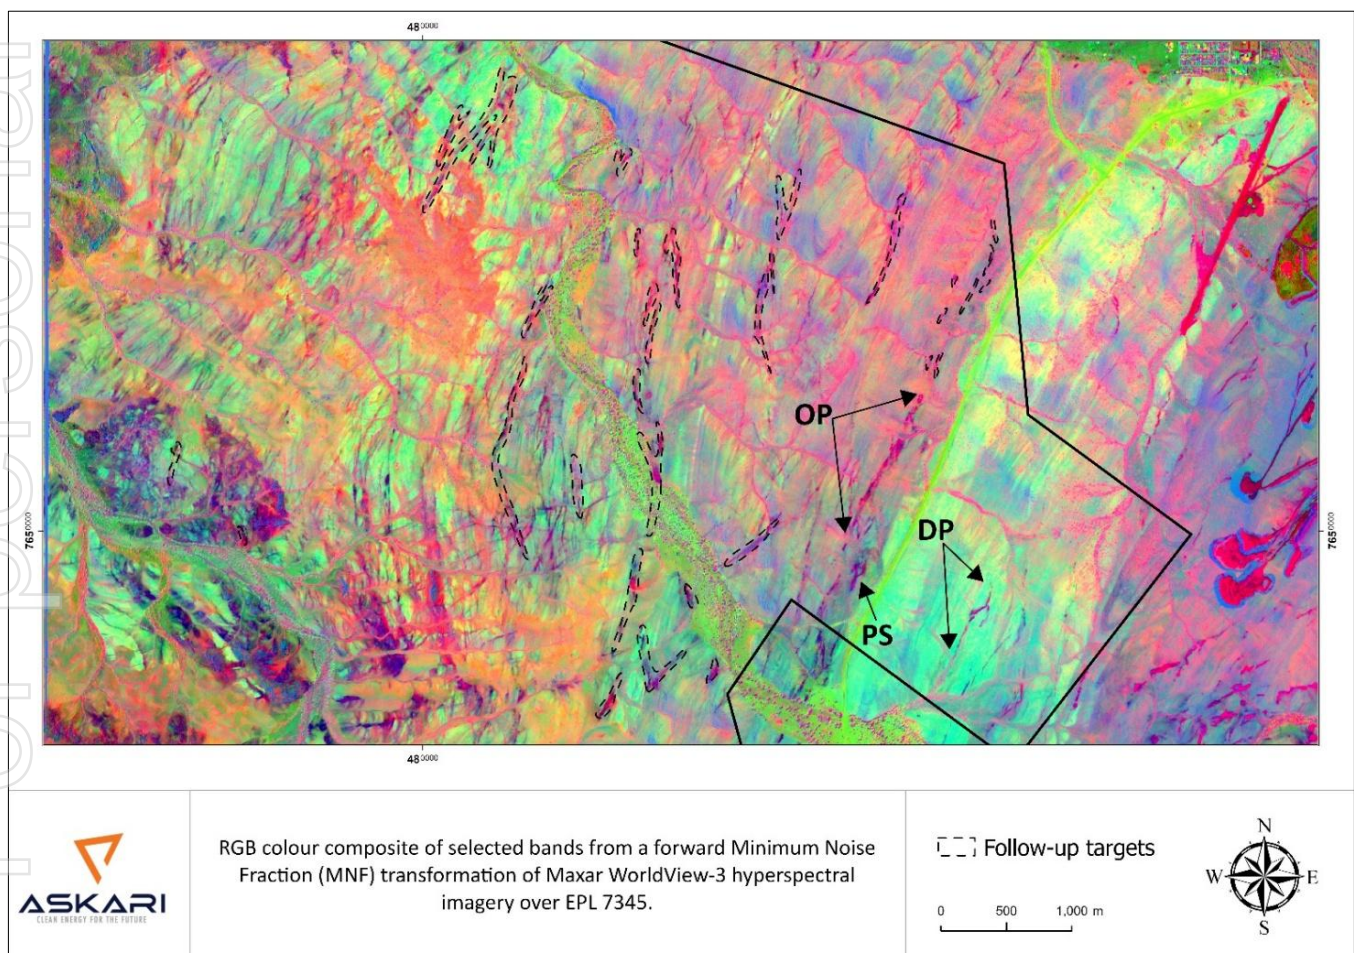 48⁰⁰⁰⁰
OP
DP
PS
765⁰⁰⁰⁰
765⁰⁰⁰⁰
48⁰⁰⁰⁰
ASKARI
CLEAN ENERGY FOR THE FUTURE
RGB colour composite of selected bands from a forward Minimum Noise
Fraction (MNF) transformation of Maxar WorldView-3 hyperspectral
imagery over EPL 7345.
Follow-up targets
0 500 1,000 m
N
W E
S